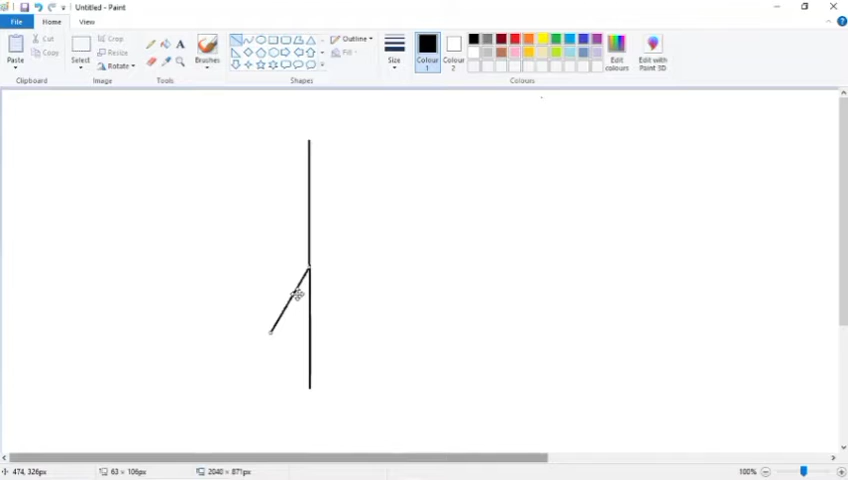 Untitled - Paint
File Home View
Paste
Cut
Copy
Clipboard
Select
Crop
Resize
Rotate
Image
A
Tools
Brushes
Outline
Fill
Shapes
Size
Colour 1
Colour 2
Edit colours
Edit with Paint 3D
Colours
474, 326px 63 × 106px 2040 × 871px 100%